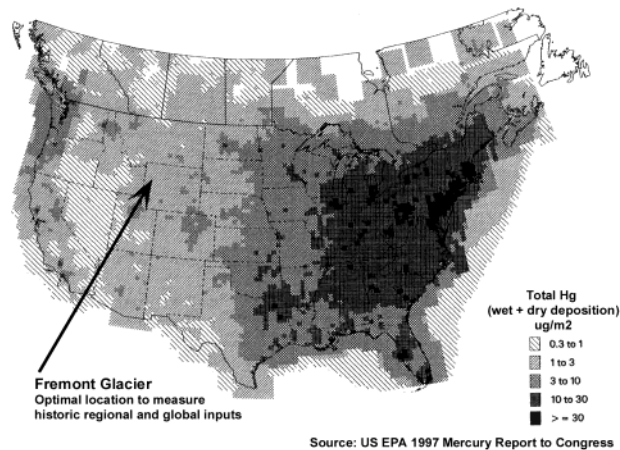 Fremont Glacier
Optimal location to measure
historic regional and global inputs
Total Hg
(wet + dry deposition)
ug/m2
0.3 to 1
1 to 3
3 to 10
10 to 30
> = 30
Source: US EPA 1997 Mercury Report to Congress